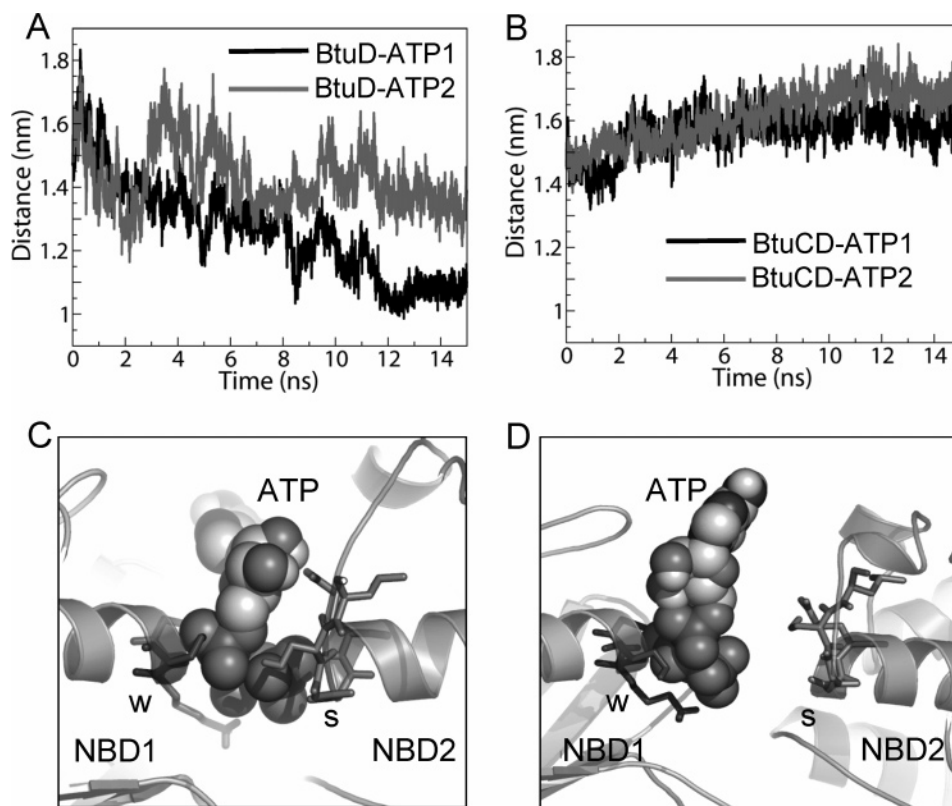 A
BtuD-ATP1
BtuD-ATP2
Distance (nm)
1.8
1.6
1.4
1.2
1
0 2 4 6 8 10 12 14
Time (ns)
B
Distance (nm)
1.8
1.6
1.4
1.2
1
BtuCD-ATP1
BtuCD-ATP2
0 2 4 6 8 10 12 14
Time (ns)
C
ATP
w
s
NBD1
NBD2
D
ATP
w
s
NBD1
NBD2